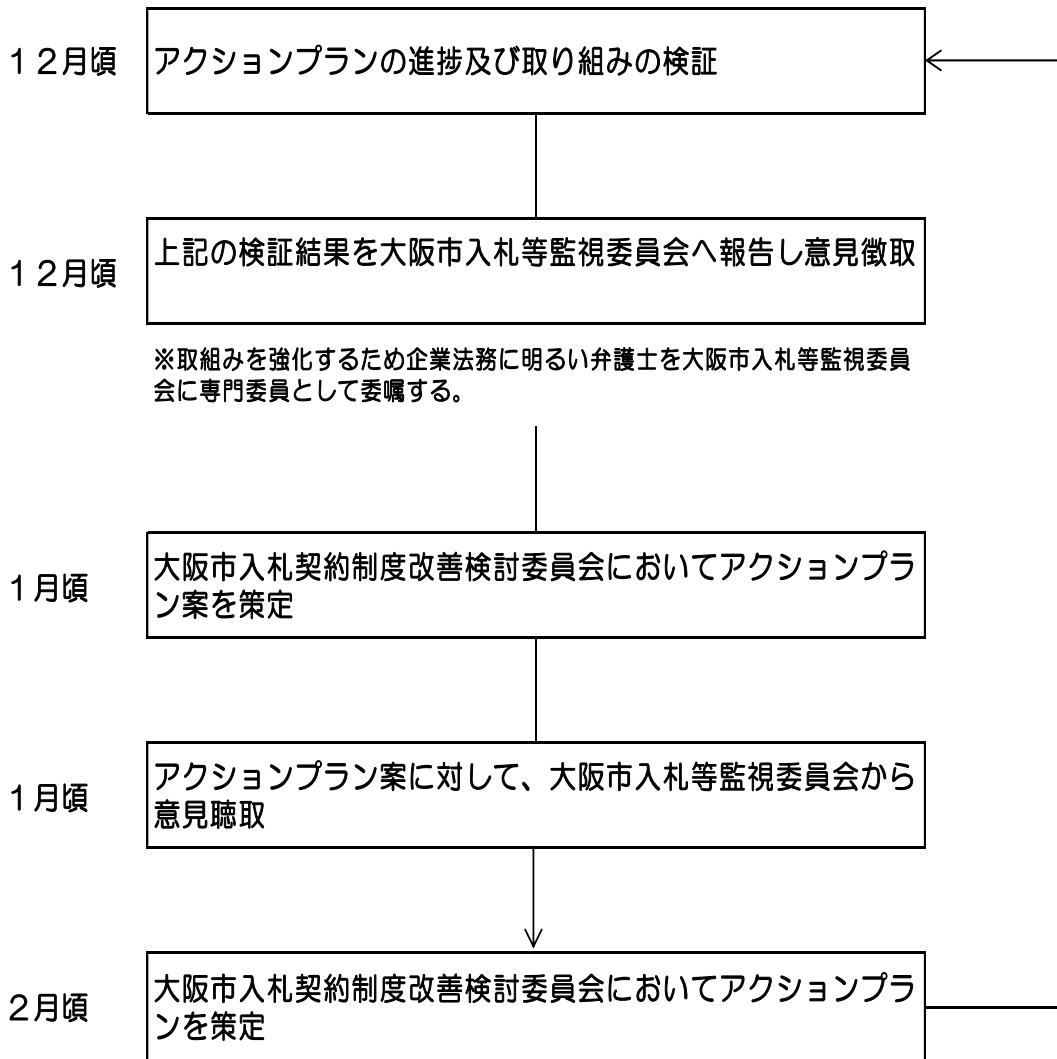 １２月頃
アクションプランの進捗及び取り組みの検証
１２月頃
上記の検証結果を大阪市入札等監視委員会へ報告し意見徴取
※取組みを強化するため企業法務に明るい弁護士を大阪市入札等監視委員
会に専門委員として委嘱する。
１月頃
大阪市入札契約制度改善検討委員会においてアクションプラ
ン案を策定
１月頃
アクションプラン案に対して、大阪市入札等監視委員会から
意見聴取
２月頃
大阪市入札契約制度改善検討委員会においてアクションプラ
ンを策定